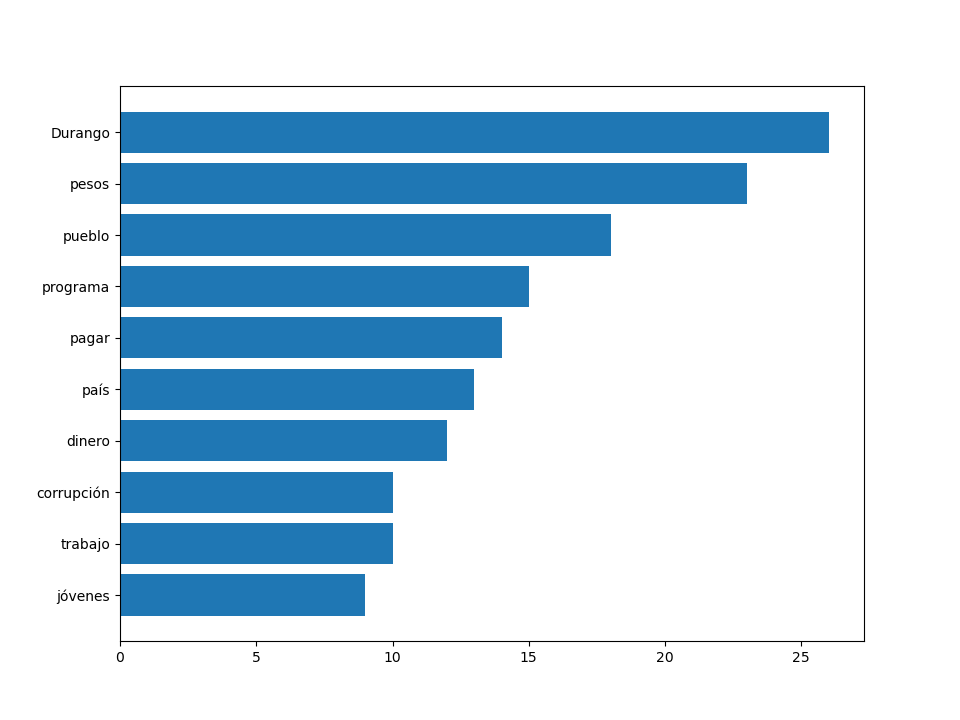 Durango
pesos
pueblo
programa
pagar
país
dinero
corrupción
trabajo
jóvenes
0 5 10 15 20 25